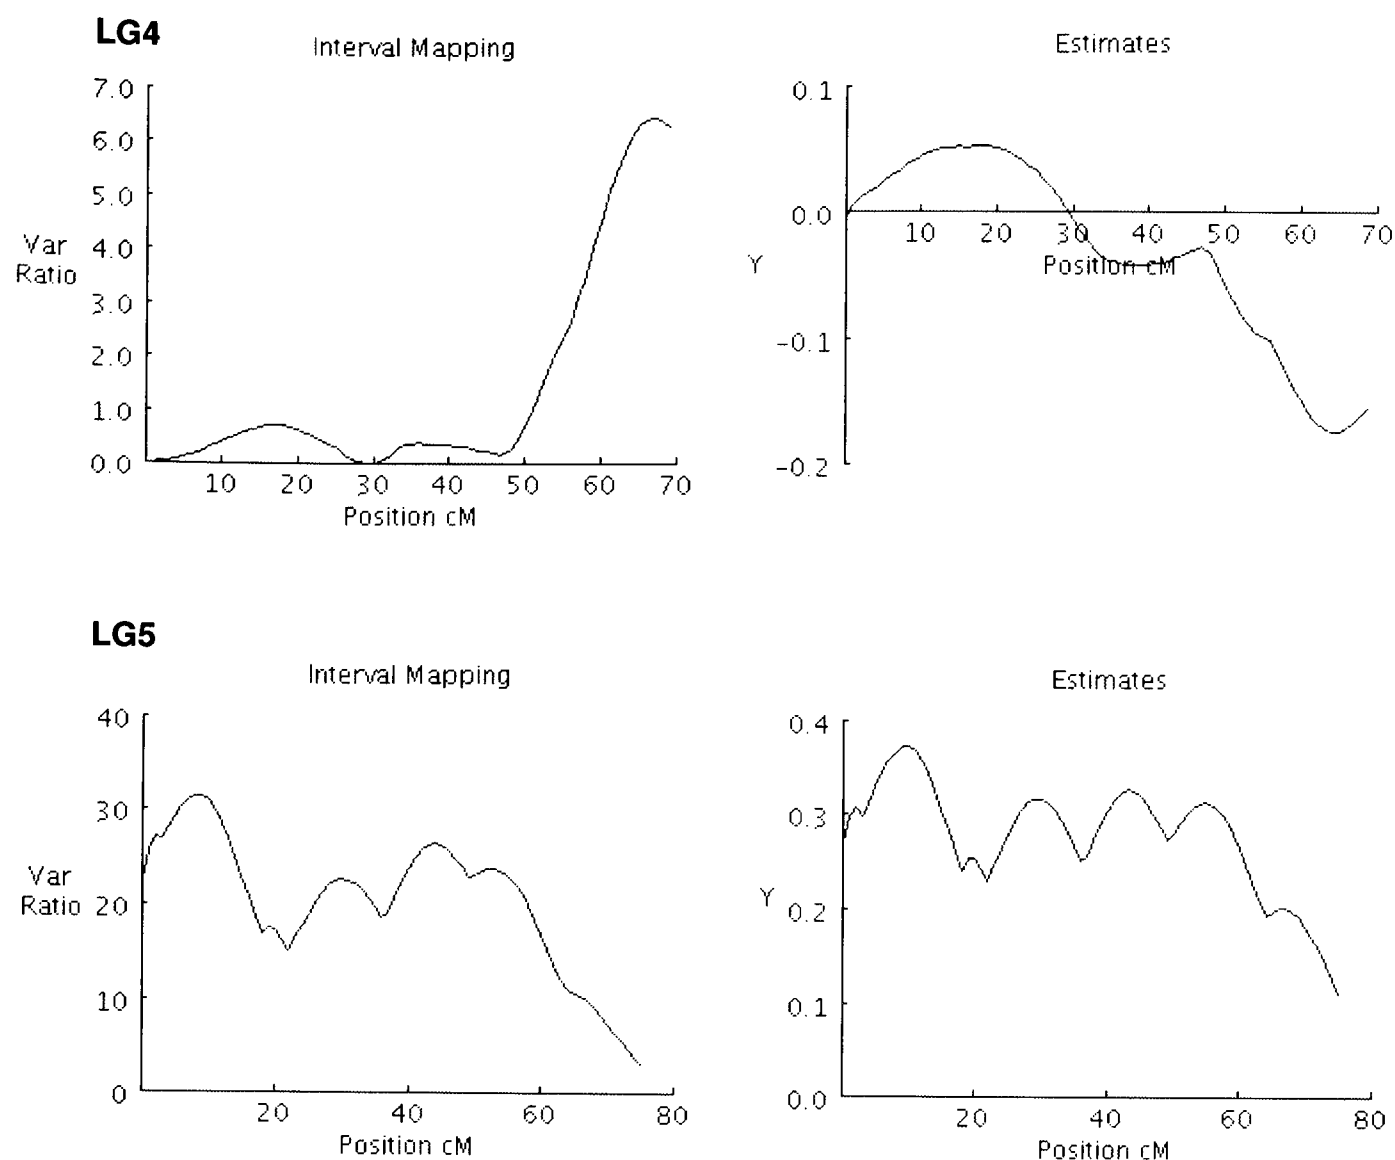 LG4
Interval Mapping
7.0
6.0
5.0
4.0
3.0
2.0
1.0
0.0
Var
Ratio
10 20 30 40 50 60 70
Position cM
Estimates
0.1
0.0
-0.1
-0.2
Y
10 20 30 40 50 60 70
Position cM
LG5
Interval Mapping
40
30
20
10
0
Var
Ratio
20 40 60 80
Position cM
Estimates
0.4
0.3
0.2
0.1
0.0
Y
20 40 60 80
Position cM